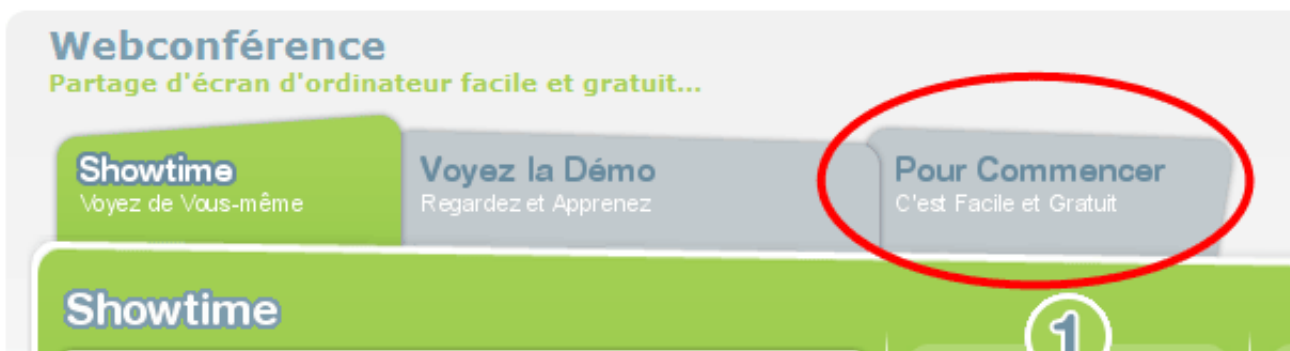 Webconférence
Partage d'écran d'ordinateur facile et gratuit...
Showtime
Voyez de Vous-même
Voyez la Démo
Regardez et Apprenez
Pour Commencer
C'est Facile et Gratuit
Showtime
1